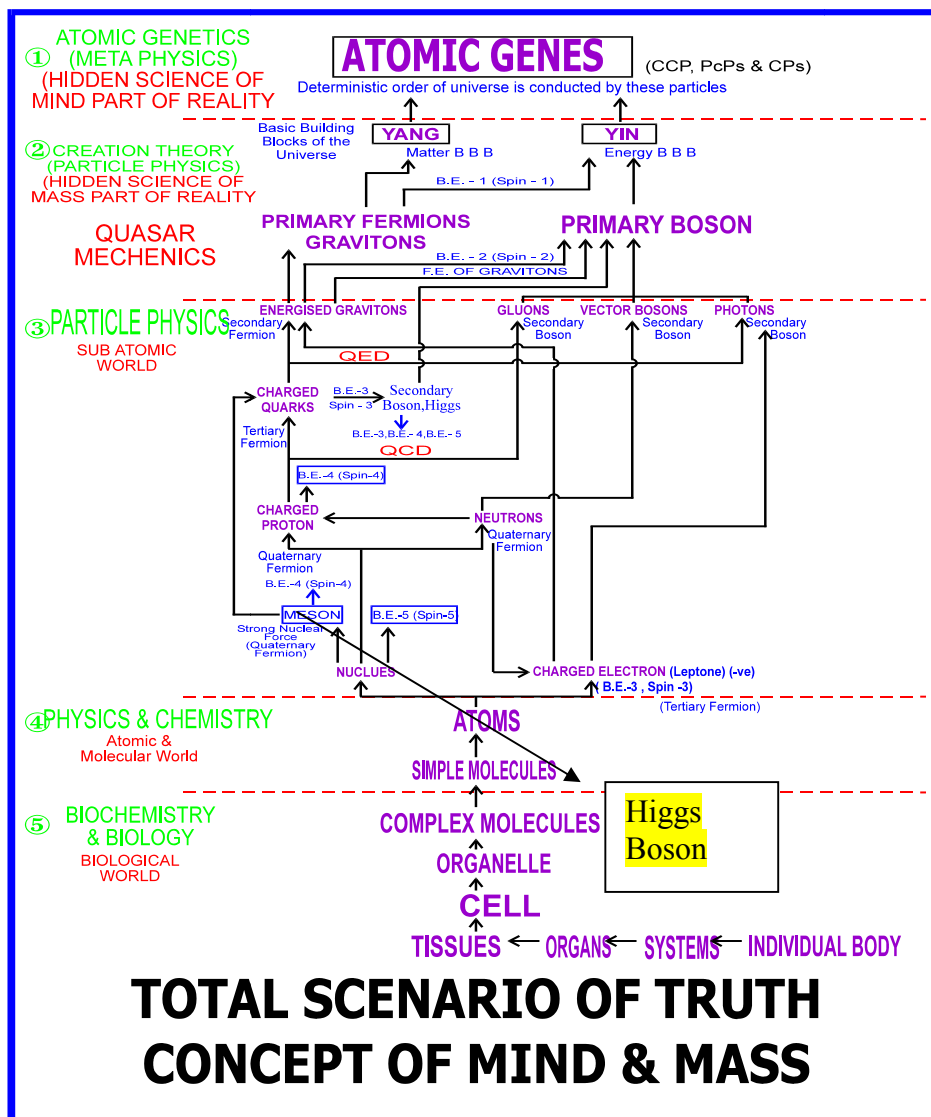 ① ATOMIC GENETICS
(META PHYSICS)
(HIDDEN SCIENCE OF
MIND PART OF REALITY
ATOMIC GENES
(CCP, PcPs & CPs)
Deterministic order of universe is conducted by these particles
Basic Building
Blocks of the
Universe
YANG
Matter B B B
YIN
Energy B B B
② CREATION THEORY
(PARTICLE PHYSICS)
(HIDDEN SCIENCE OF
MASS PART OF REALITY
B.E. - 1 (Spin - 1)
QUASAR
MECHENICS
PRIMARY FERMIONS
GRAVITONS
PRIMARY BOSON
B.E. - 2 (Spin - 2)
F.E. OF GRAVITONS
③ PARTICLE PHYSICS
SUB ATOMIC
WORLD
ENERGISED GRAVITONS
Secondary
Fermion
GLUONS
Secondary
Boson
VECTOR BOSONS
Secondary
Boson
PHOTONS
Secondary
Boson
QED
CHARGED
QUARKS
B.E.-3
Spin - 3
Secondary
Boson,Higgs
Tertiary
Fermion
B.E.-3,B.E.- 4,B.E.- 5
QCD
B.E.-4 (Spin-4)
CHARGED
PROTON
NEUTRONS
Quaternary
Fermion
Quaternary
Fermion
B.E.-4 (Spin-4)
MESON
B.E.-5 (Spin-5)
Strong Nuclear
Force
(Quaternary
Fermion)
NUCLUES
CHARGED ELECTRON (Leptone) (-ve)
( B.E.-3 , Spin -3)
(Tertiary Fermion)
④ PHYSICS & CHEMISTRY
Atomic &
Molecular World
ATOMS
SIMPLE MOLECULES
⑤ BIOCHEMISTRY
& BIOLOGY
BIOLOGICAL
WORLD
COMPLEX MOLECULES
Higgs
Boson
ORGANELLE
CELL
TISSUES ORGANS SYSTEMS INDIVIDUAL BODY
TOTAL SCENARIO OF TRUTH
CONCEPT OF MIND & MASS